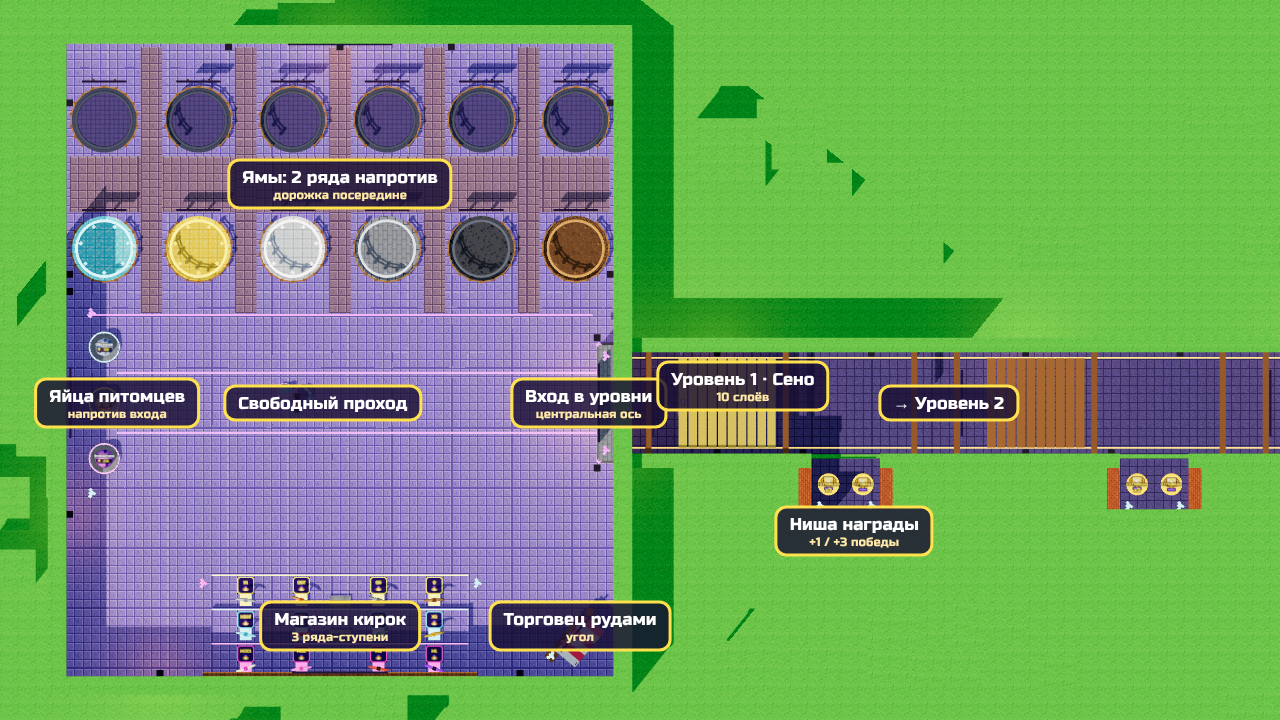 Ямы: 2 ряда напротив
дорожка посередине
Яйца питомцев
напротив входа
Свободный проход
Вход в уровни
центральная ось
Уровень 1 · Сено
10 слоёв
→ Уровень 2
Ниша награды
+1 / +3 победы
Магазин кирок
3 ряда-ступени
Торговец рудами
угол